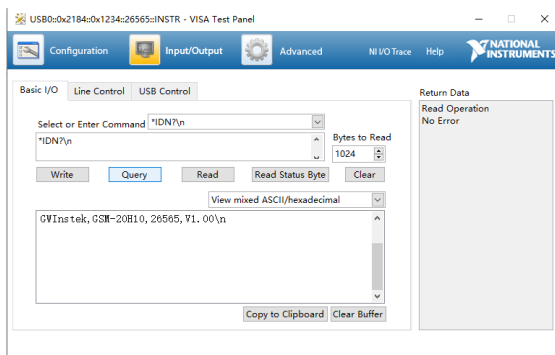 USB0::0x2184::0x1234::26565::INSTR - VISA Test Panel
Configuration Input/Output Advanced NI I/O Trace Help NATIONAL INSTRUMENTS
Basic I/O Line Control USB Control
Return Data
Read Operation
No Error
Select or Enter Command *IDN?\n
*IDN?\n
Bytes to Read
1024
Write Query Read Read Status Byte Clear
View mixed ASCII/hexadecimal
GWInstek,GSM-20H10,26565,V1.00\n
Copy to Clipboard Clear Buffer